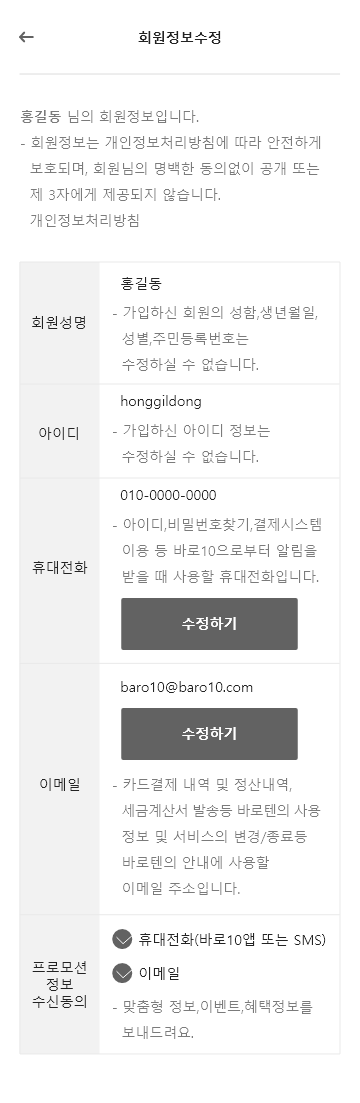 회원정보수정
홍길동 님의 회원정보입니다.
- 회원정보는 개인정보처리방침에 따라 안전하게
보호되며, 회원님의 명백한 동의없이 공개 또는
제 3자에게 제공되지 않습니다.
개인정보처리방침
회원성명
홍길동
- 가입하신 회원의 성함,생년월일,
성별,주민등록번호는
수정하실 수 없습니다.
아이디
honggildong
- 가입하신 아이디 정보는
수정하실 수 없습니다.
휴대전화
010-0000-0000
- 아이디,비밀번호찾기,결제시스템
이용 등 바로10으로부터 알림을
받을 때 사용할 휴대전화입니다.
수정하기
이메일
baro10@baro10.com
수정하기
- 카드결제 내역 및 정산내역,
세금계산서 발송등 바로텐의 사용
정보 및 서비스의 변경/종료등
바로텐의 안내에 사용할
이메일 주소입니다.
프로모션
정보
수신동의
휴대전화(바로10앱 또는 SMS)
이메일
- 맞춤형 정보,이벤트,혜택정보를
보내드려요.